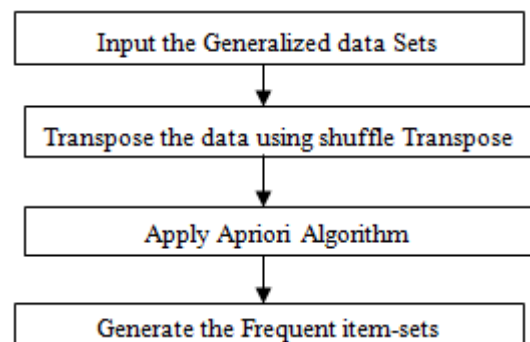 Input the Generalized data Sets
Transpose the data using shuffle Transpose
Apply Apriori Algorithm
Generate the Frequent item-sets